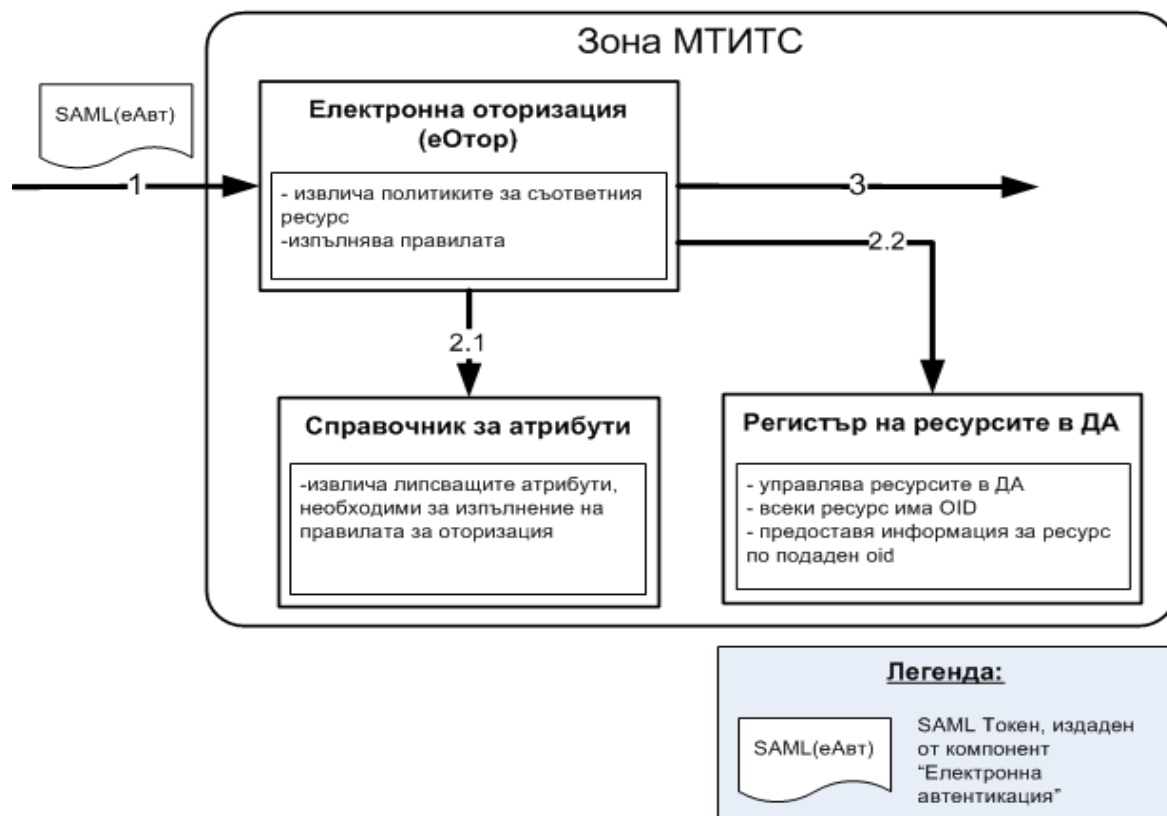 Зона МТИТС
SAML(еАвт)
Електронна оторизация
(еОтор)
- извлича политиките за съответния
ресурс
-изпълнява правилата
1
3
2.2
2.1
Справочник за атрибути
-извлича липсващите атрибути,
необходими за изпълнение на
правилата за оторизация
Регистър на ресурсите в ДА
- управлява ресурсите в ДА
- всеки ресурс има OID
- предоставя информация за ресурс
по подаден oid
Легенда:
SAML(еАвт)
SAML Токен, издаден
от компонент
“Електронна
автентикация”